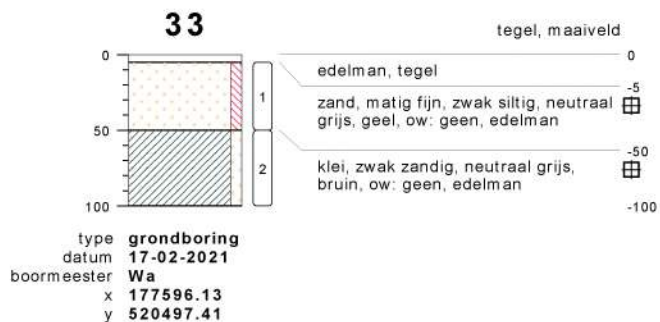 33
tegel, maaiveld
0
0
edelman, tegel
-5
1
zand, matig fijn, zwak siltig, neutraal
grijs, geel, ow: geen, edelman
50
-50
2
klei, zwak zandig, neutraal grijs,
bruin, ow: geen, edelman
100
-100
type grondboring
datum 17-02-2021
boormeester Wa
x 177596.13
y 520497.41